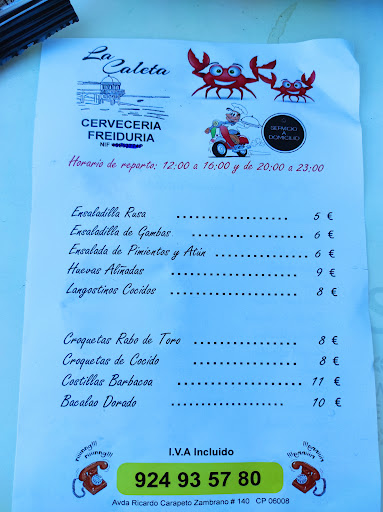 La
Caleta
CERVECERIA
FREIDURIA
NIF
SERVICIO
A
DOMICILIO
Horario de reparto: 12:00 a 16:00 y de 20:00 a 23:00
Ensaladilla Rusa .................... 5 €
Ensaladilla de Gambas .................... 6 €
Ensalada de Pimientos y Atún ................. 6 €
Huevas Aliñadas ......................... 9 €
Langostinos Cocidos ......................... 8 €
Croquetas Rabo de Toro .................... 8 €
Croquetas de Cocido ....................... 8 €
Costillas Barbacoa ....................... 11 €
Bacalao Dorado ......................... 10 €
I.V.A Incluido
924 93 57 80
Avda Ricardo Carapeto Zambrano # 140 CP 06008